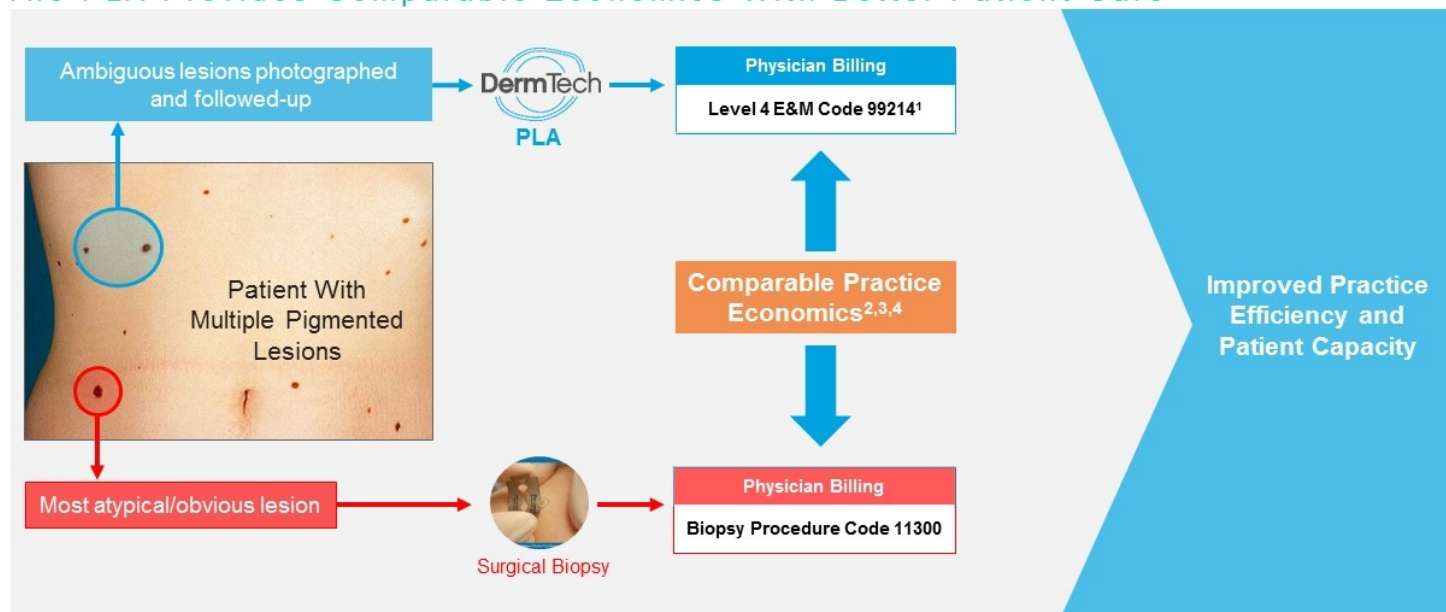 Ambiguous lesions photographed
and followed-up
DermTech
PLA
Physician Billing
Level 4 E&M Code 99214¹
Patient With
Multiple Pigmented
Lesions
Comparable Practice
Economics²,³,⁴
Improved Practice
Efficiency and
Patient Capacity
Most atypical/obvious lesion
Surgical Biopsy
Physician Billing
Biopsy Procedure Code 11300